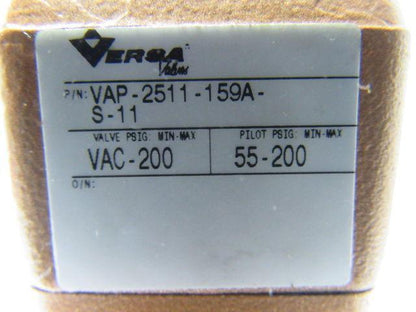 VERSA
Valves
P/N: VAP-2511-159A-
S-11
VALVE PSIG: MIN-MAX PILOT PSIG: MIN-MAX
VAC-200 55-200
O/N: